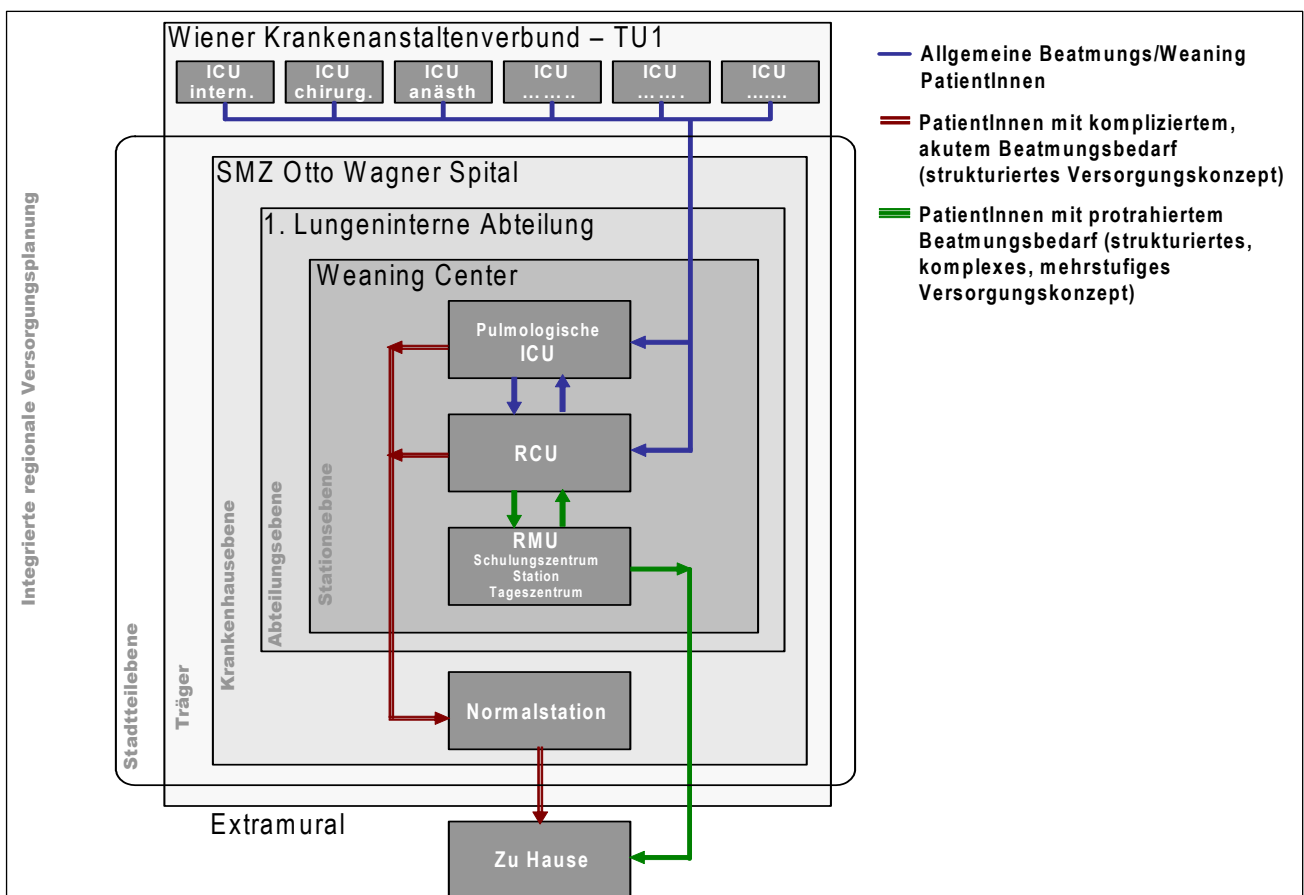 Wiener Krankenanstaltenverbund – TU1
ICU
intern.
ICU
chirurg.
ICU
anästh
ICU
........
ICU
.......
ICU
.......
Allgemeine Beatmungs/Weaning
PatientInnen
PatientInnen mit kompliziertem,
akutem Beatmungsbedarf
(strukturiertes Versorgungskonzept)
PatientInnen mit protrahiertem
Beatmungsbedarf (strukturiertes,
komplexes, mehrstufiges
Versorgungskonzept)
SMZ Otto Wagner Spital
1. Lungeninterne Abteilung
Weaning Center
Pulmologische
ICU
RCU
RMU
Schulungszentrum
Station
Tageszentrum
Normalstation
Extramural
Zu Hause
Integrierte regionale Versorgungsplanung
Stadtteilebene
Träger
Krankenhausebene
Abteilungsebene
Stationsebene